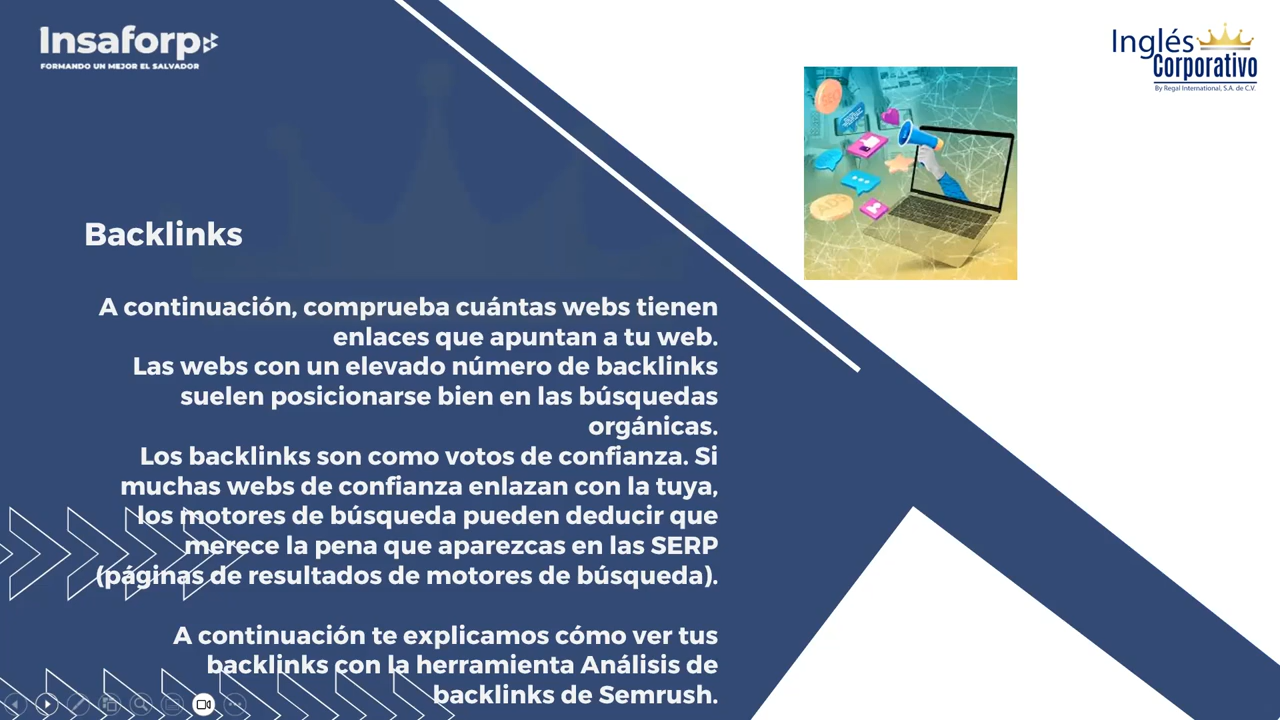 Insaforp
FORMANDO UN MEJOR EL SALVADOR
Inglés
Corporativo
By Regal International, S.A. de C.V.
ADS
Backlinks
A continuación, comprueba cuántas webs tienen
enlaces que apuntan a tu web.
Las webs con un elevado número de backlinks
suelen posicionarse bien en las búsquedas
orgánicas.
Los backlinks son como votos de confianza. Si
muchas webs de confianza enlazan con la tuya,
los motores de búsqueda pueden deducir que
merece la pena que aparezcas en las SERP
(páginas de resultados de motores de búsqueda).
A continuación te explicamos cómo ver tus
backlinks con la herramienta Análisis de
backlinks de Semrush.